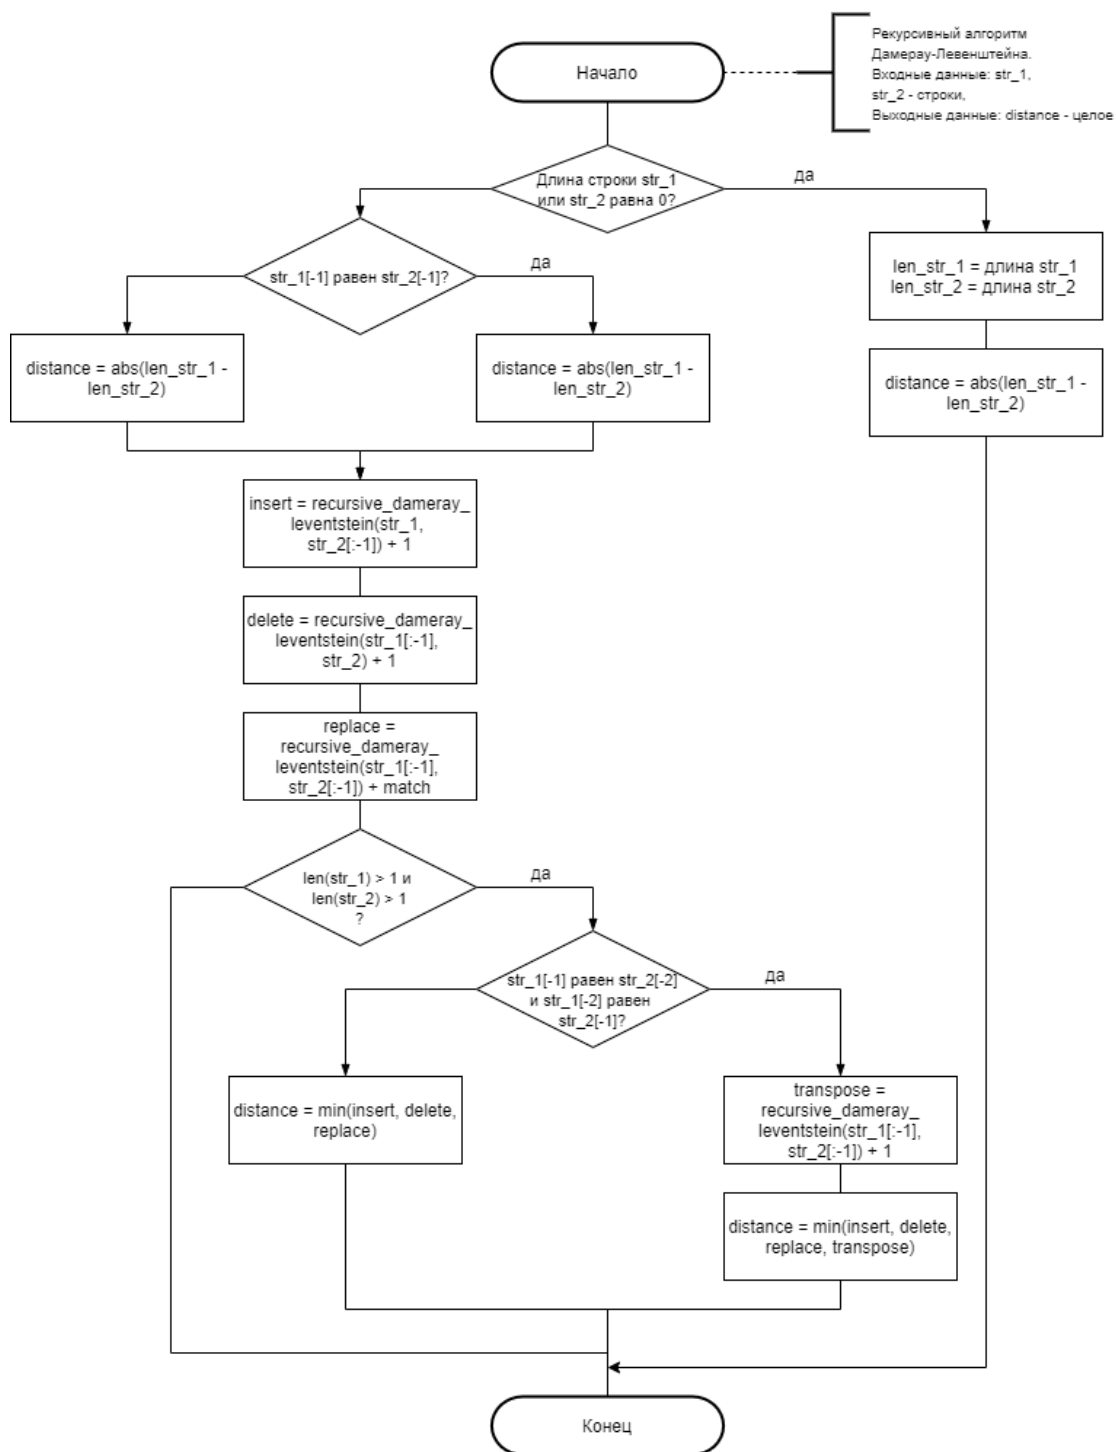 Рекурсивный алгоритм
Дамерау-Левенштейна.
Входные данные: str_1,
str_2 - строки,
Выходные данные: distance - целое
Начало
Длина строки str_1
или str_2 равна 0?
да
str_1[-1] равен str_2[-1]?
да
len_str_1 = длина str_1
len_str_2 = длина str_2
distance = abs(len_str_1 -
len_str_2)
distance = abs(len_str_1 -
len_str_2)
distance = abs(len_str_1 -
len_str_2)
insert = recursive_dameray_
leventstein(str_1,
str_2[:-1]) + 1
delete = recursive_dameray_
leventstein(str_1[:-1],
str_2) + 1
replace =
recursive_dameray_
leventstein(str_1[:-1],
str_2[:-1]) + match
len(str_1) > 1 и
len(str_2) > 1
?
да
str_1[-1] равен str_2[-2]
и str_1[-2] равен
str_2[-1]?
да
distance = min(insert, delete,
replace)
transpose =
recursive_dameray_
leventstein(str_1[:-1],
str_2[:-1]) + 1
distance = min(insert, delete,
replace, transpose)
Конец